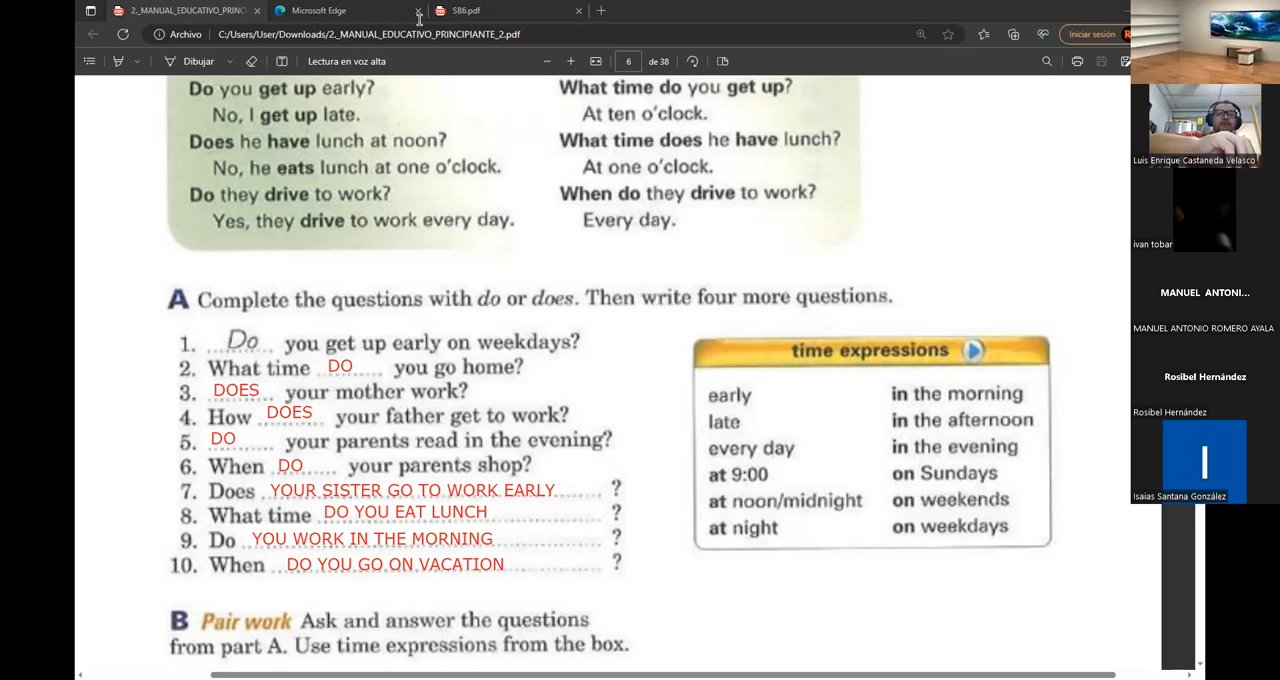 2._MANUAL_EDUCATIVO_PRINC
Microsoft Edge
SB6.pdf
Archivo
C:/Users/User/Downloads/2._MANUAL_EDUCATIVO_PRINCIPIANTE_2.pdf
Iniciar sesión
Dibujar
Lectura en voz alta
6
de 38
Do you get up early?
No, I get up late.
Does he have lunch at noon?
No, he eats lunch at one o'clock.
Do they drive to work?
Yes, they drive to work every day.
What time do you get up?
At ten o'clock.
What time does he have lunch?
At one o'clock.
When do they drive to work?
Every day.
A Complete the questions with do or does. Then write four more questions.
1. Do you get up early on weekdays?
2. What time DO you go home?
3. DOES your mother work?
4. How DOES your father get to work?
5. DO your parents read in the evening?
6. When DO your parents shop?
7. Does YOUR SISTER GO TO WORK EARLY ?
8. What time DO YOU EAT LUNCH ?
9. Do YOU WORK IN THE MORNING ?
10. When DO YOU GO ON VACATION ?
time expressions
early
late
every day
at 9:00
at noon/midnight
at night
in the morning
in the afternoon
in the evening
on Sundays
on weekends
on weekdays
B Pair work Ask and answer the questions
from part A. Use time expressions from the box.
Luis Enrique Castaneda Velasco
ivan tobar
MANUEL ANTONI...
MANUEL ANTONIO ROMERO AYALA
Rosibel Hernández
Rosibel Hernández
I
Isaias Santana González